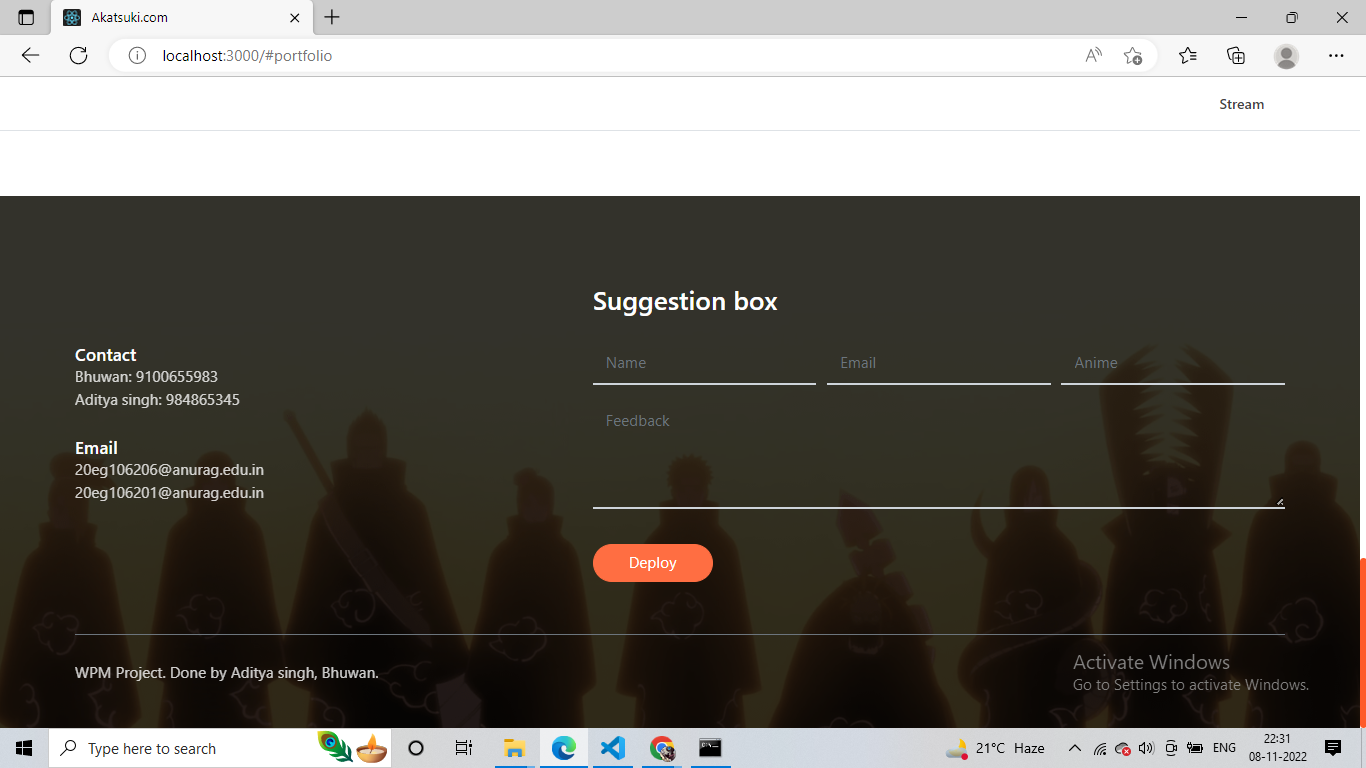 Akatsuki.com
localhost:3000/#portfolio
Stream
Suggestion box
Name Email Anime
Feedback
Deploy
Contact
Bhuwan: 9100655983
Aditya singh: 984865345
Email
20eg106206@anurag.edu.in
20eg106201@anurag.edu.in
WPM Project. Done by Aditya singh, Bhuwan.
Activate Windows
Go to Settings to activate Windows.
Type here to search
21°C Haze
ENG
22:31
08-11-2022